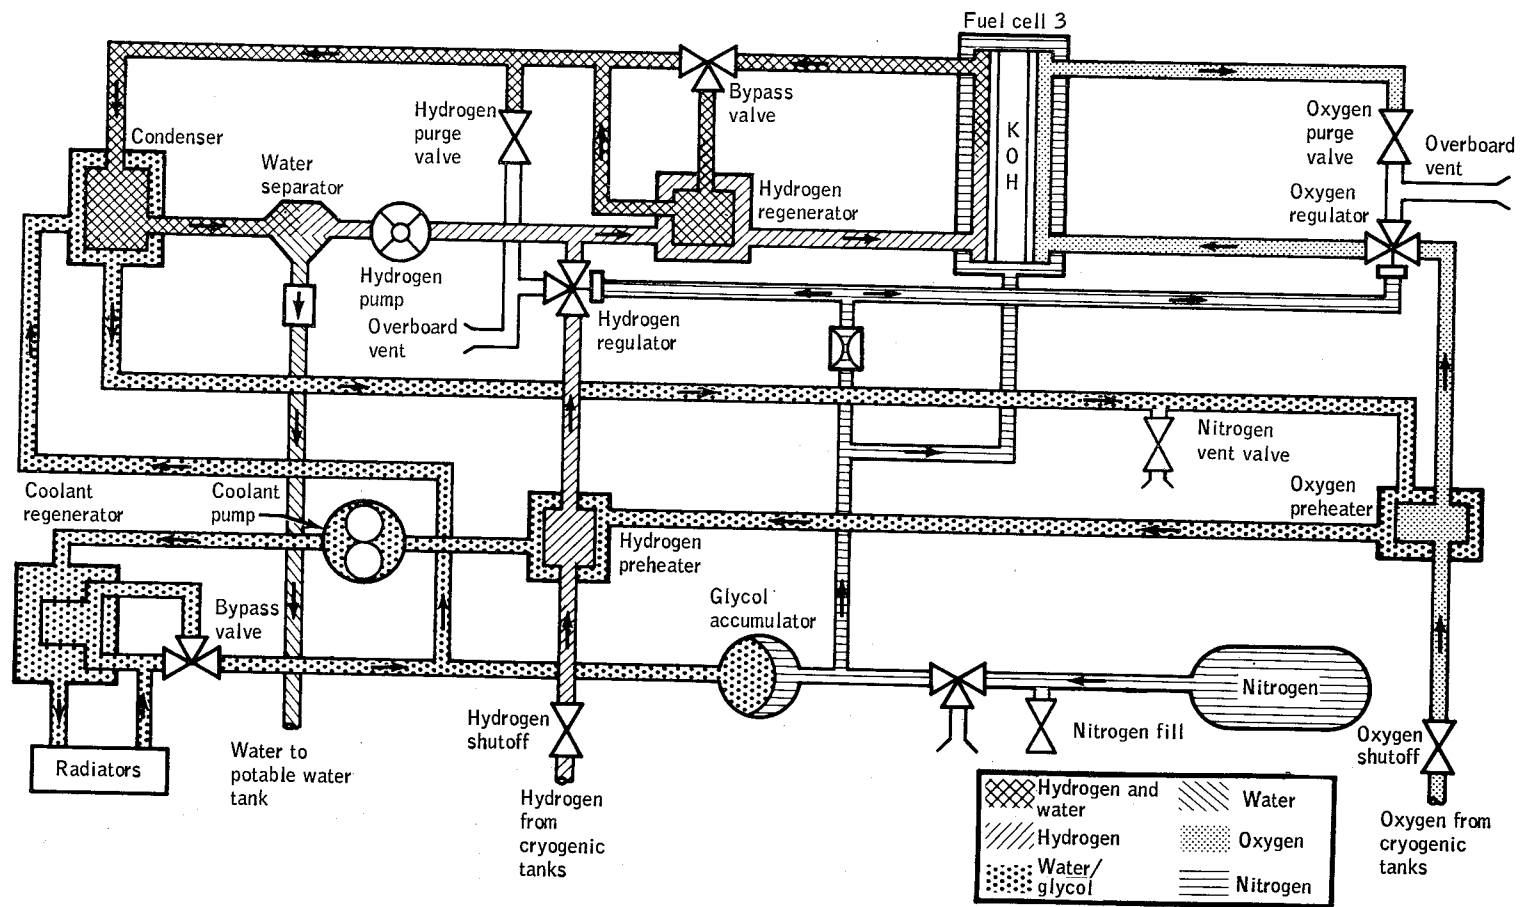 Fuel cell 3
K
O
H
Bypass
valve
Hydrogen
purge
valve
Oxygen
purge
valve
Overboard
vent
Condenser
Water
separator
Hydrogen
regenerator
Oxygen
regulator
Hydrogen
pump
Overboard
vent
Hydrogen
regulator
Nitrogen
vent valve
Coolant
regenerator
Coolant
pump
Oxygen
preheater
Hydrogen
preheater
Bypass
valve
Glycol
accumulator
Nitrogen
Hydrogen
shutoff
Nitrogen fill
Oxygen
shutoff
Radiators
Water to
potable water
tank
Hydrogen
from
cryogenic
tanks
Oxygen from
cryogenic
tanks
Hydrogen and
water
Water
Hydrogen
Oxygen
Water/
glycol
Nitrogen